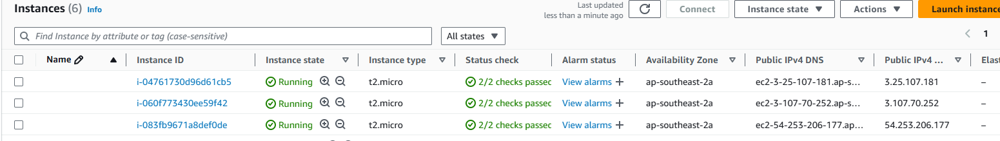 Instances (6) Info
Last updated
less than a minute ago
Connect
Instance state
Actions
Launch instance
Find Instance by attribute or tag (case-sensitive)
All states
1
Name Instance ID Instance state Instance type Status check Alarm status Availability Zone Public IPv4 DNS Public IPv4 ... Elast
i-04761730d96d61cb5 Running t2.micro 2/2 checks passec View alarms + ap-southeast-2a ec2-3-25-107-181.ap-s... 3.25.107.181 –
i-060f773430ee59f42 Running t2.micro 2/2 checks passec View alarms + ap-southeast-2a ec2-3-107-70-252.ap-s... 3.107.70.252 –
i-083fb9671a8def0de Running t2.micro 2/2 checks passec View alarms + ap-southeast-2a ec2-54-253-206-177.ap... 54.253.206.177 –